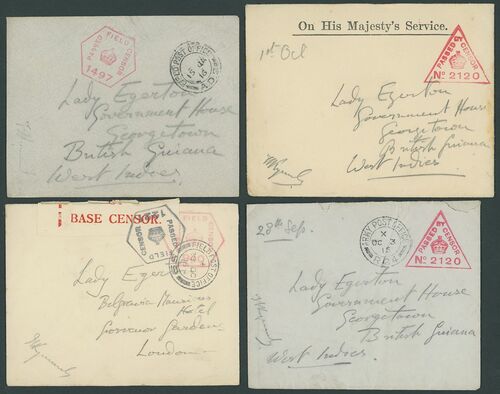 PASSED FIELD CENSOR
1497
FIELD POST OFFICE
Lady Egerton
Government House
Georgetown
British Guiana
West Indies.
On His Majesty's Service.
1st Oct
PASSED BY CENSOR
No 2120
Lady Egerton
Government House
Georgetown
British Guiana
West Indies
BASE CENSOR.
PASSED FIELD CENSOR
FIELD POST OFFICE
Lady Egerton
Belgravia Mansions
Hotel
Grosvenor Gardens
London
28th Sep.
ARMY POST OFFICE
X
OC 3
15
PASSED BY CENSOR
No 2120
Lady Egerton
Government House
Georgetown
British Guiana
West Indies